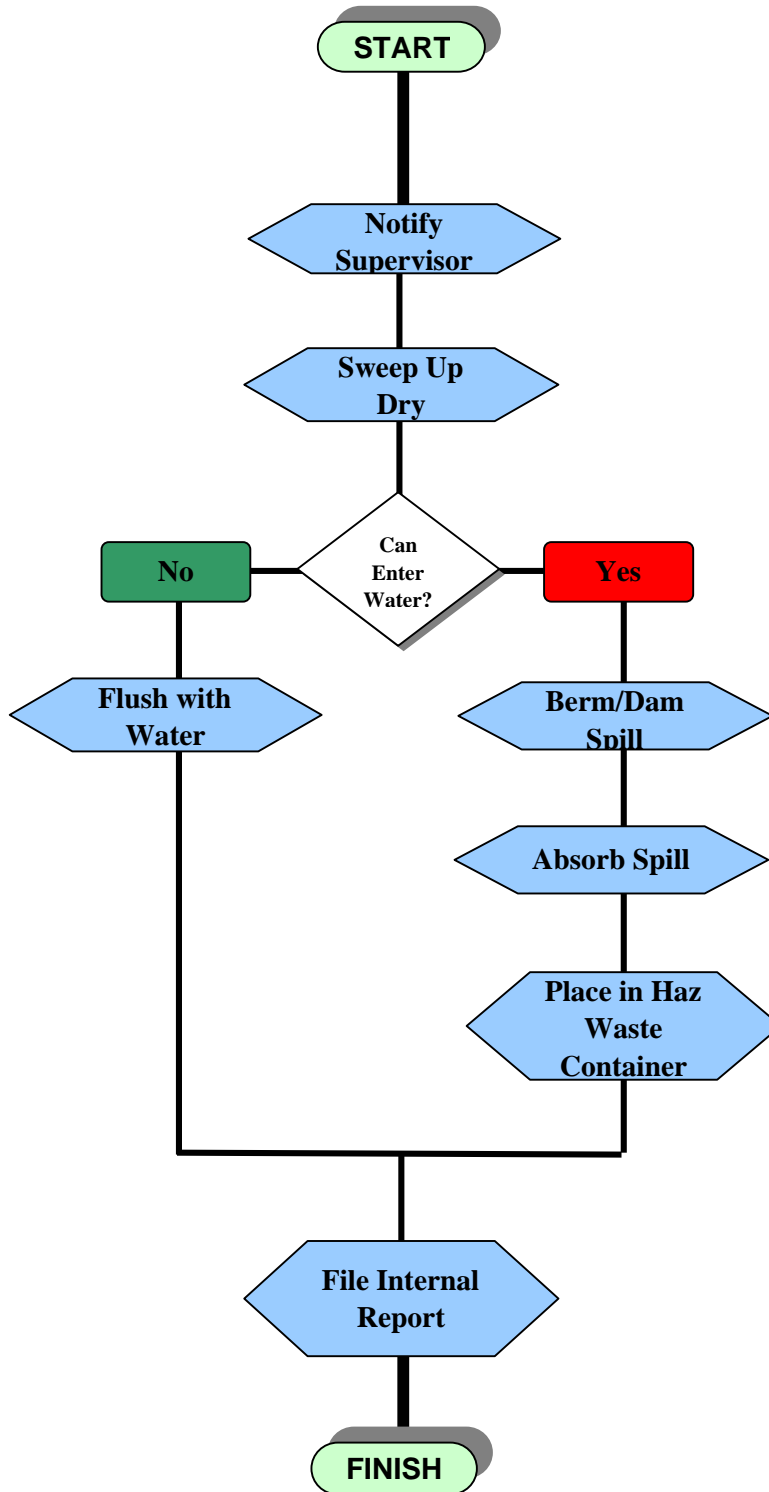 START
Notify
Supervisor
Sweep Up
Dry
Can
Enter
Water?
No
Yes
Flush with
Water
Berm/Dam
Spill
Absorb Spill
Place in Haz
Waste
Container
File Internal
Report
FINISH